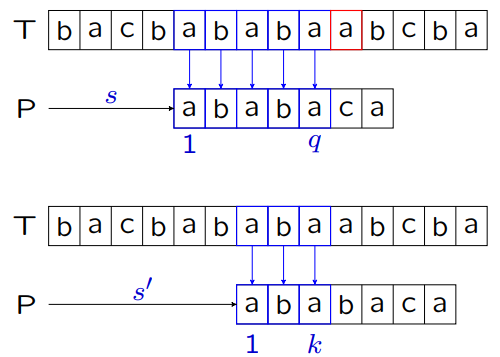 T b a c b a b a b a a b c b a
s
P a b a b a c a
1 q
T b a c b a b a b a a b c b a
s′
P a b a b a c a
1 k